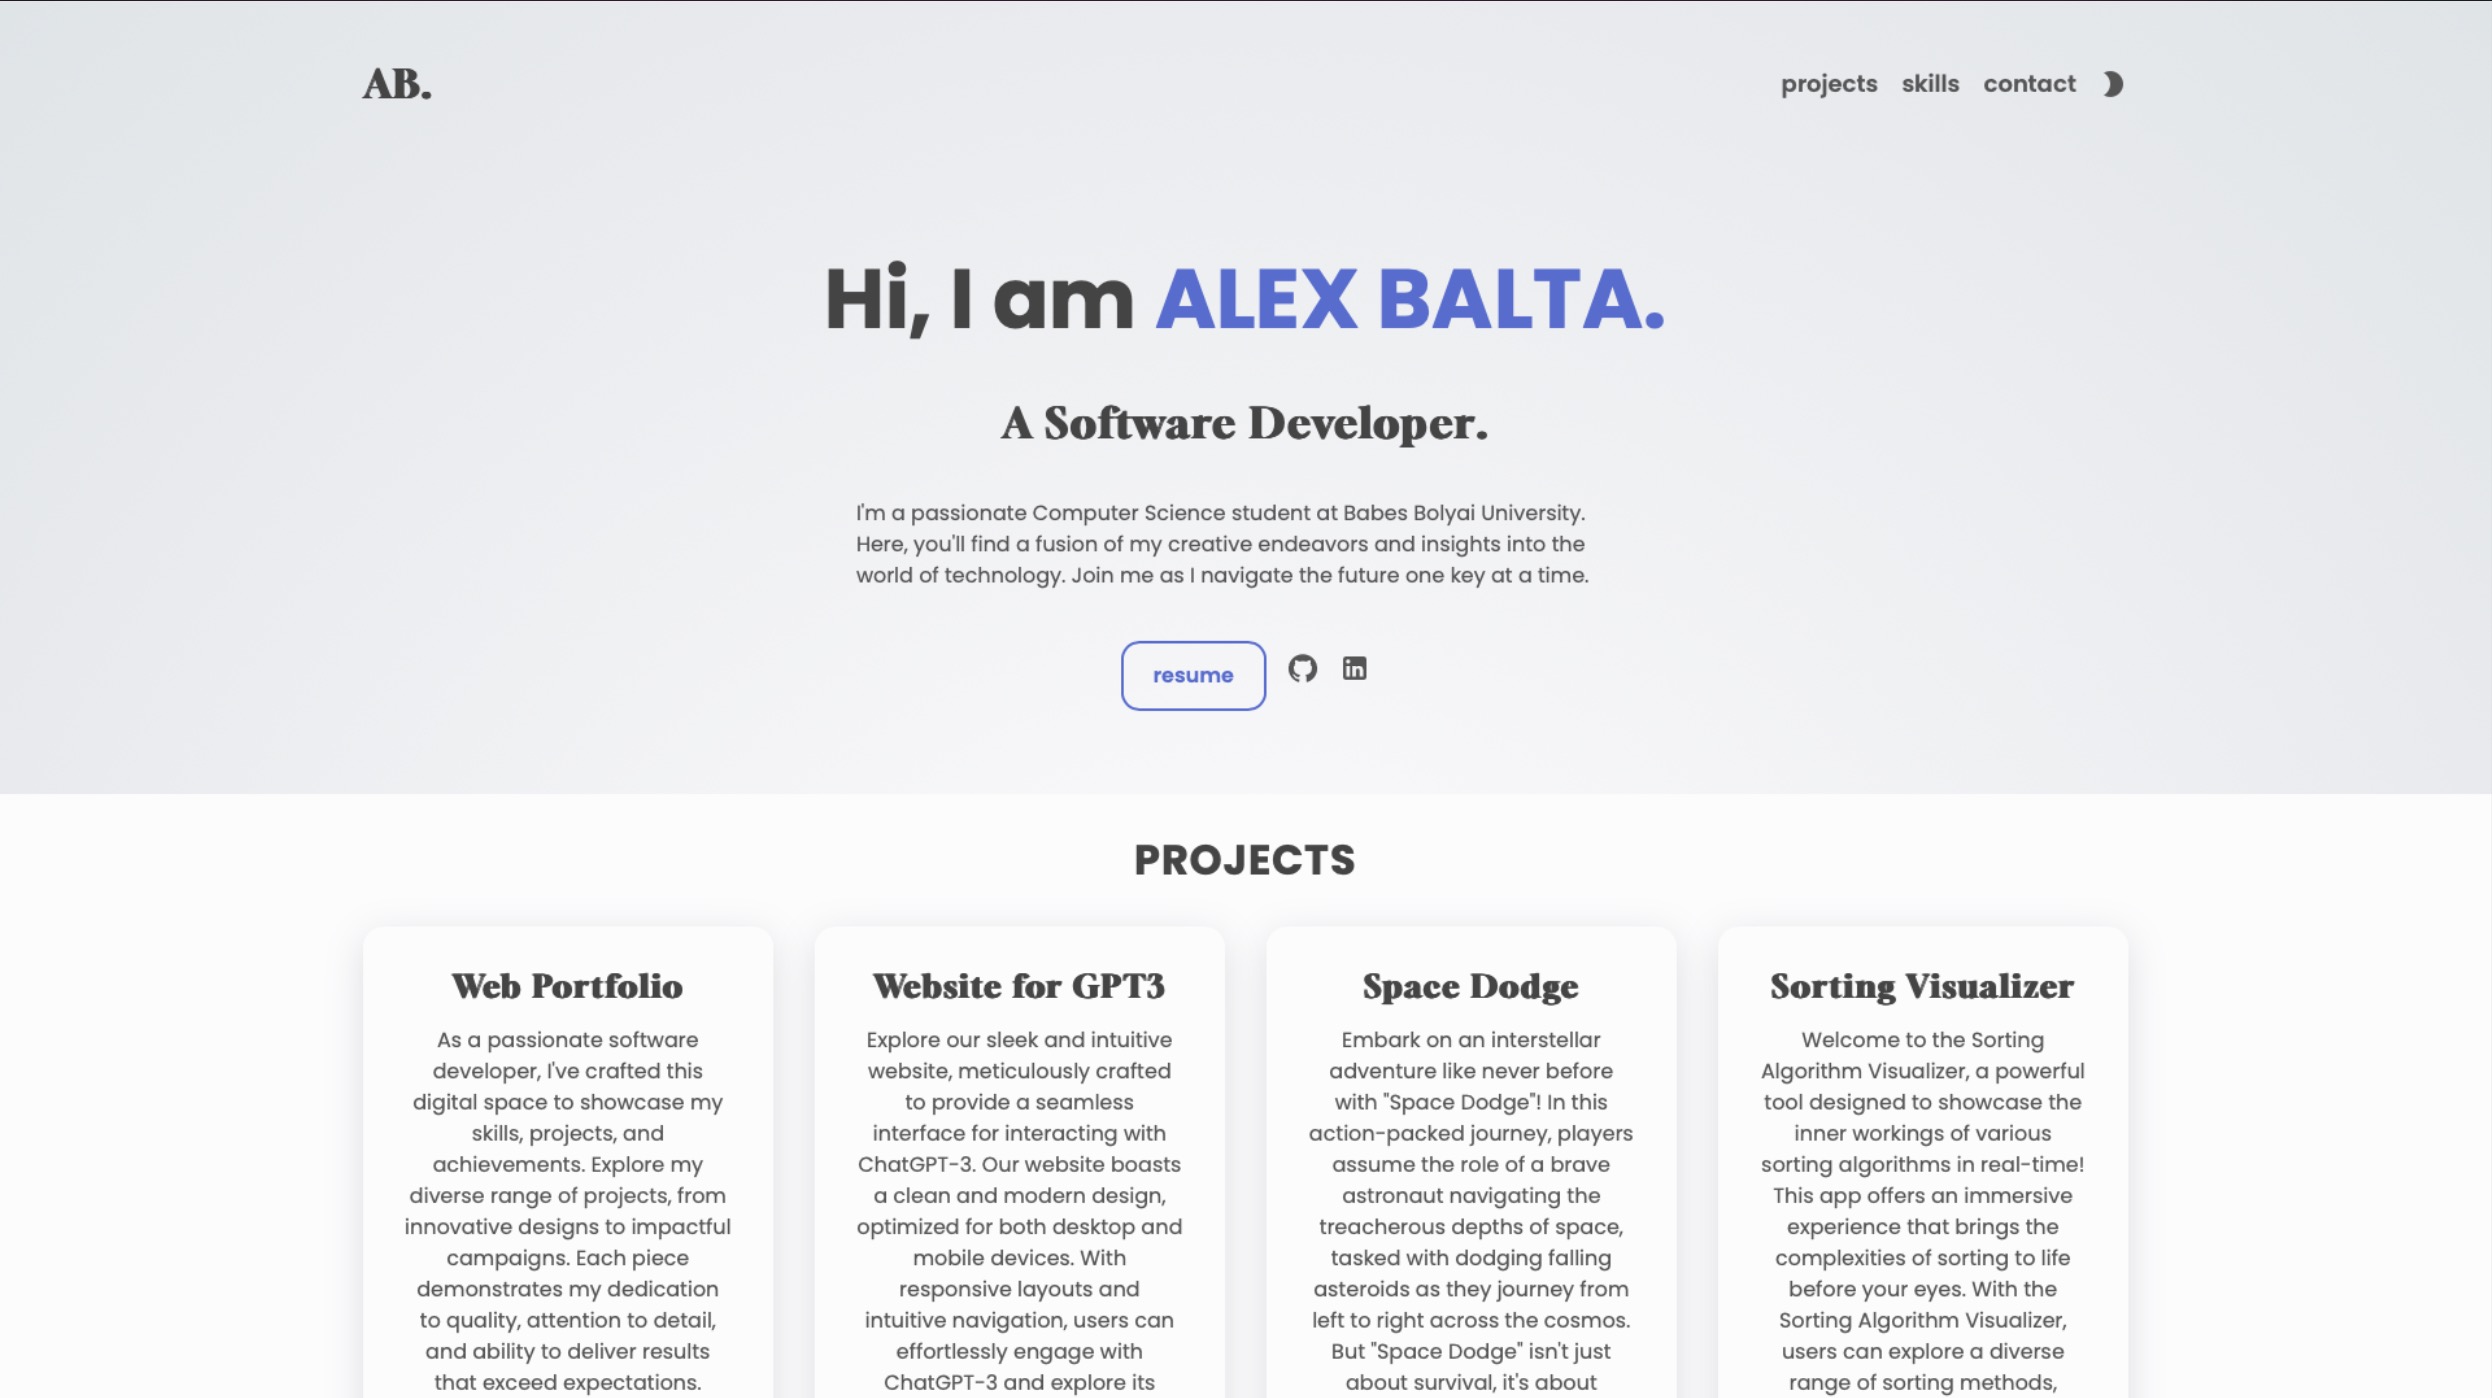 AB.
projects skills contact
Hi, I am ALEX BALTA.
A Software Developer.
I'm a passionate Computer Science student at Babes Bolyai University.
Here, you'll find a fusion of my creative endeavors and insights into the
world of technology. Join me as I navigate the future one key at a time.
resume
in
PROJECTS
Web Portfolio
As a passionate software
developer, I've crafted this
digital space to showcase my
skills, projects, and
achievements. Explore my
diverse range of projects, from
innovative designs to impactful
campaigns. Each piece
demonstrates my dedication
to quality, attention to detail,
and ability to deliver results
that exceed expectations.
Website for GPT3
Explore our sleek and intuitive
website, meticulously crafted
to provide a seamless
interface for interacting with
ChatGPT-3. Our website boasts
a clean and modern design,
optimized for both desktop and
mobile devices. With
responsive layouts and
intuitive navigation, users can
effortlessly engage with
ChatGPT-3 and explore its
Space Dodge
Embark on an interstellar
adventure like never before
with "Space Dodge"! In this
action-packed journey, players
assume the role of a brave
astronaut navigating the
treacherous depths of space,
tasked with dodging falling
asteroids as they journey from
left to right across the cosmos.
But "Space Dodge" isn't just
about survival, it's about
Sorting Visualizer
Welcome to the Sorting
Algorithm Visualizer, a powerful
tool designed to showcase the
inner workings of various
sorting algorithms in real-time!
This app offers an immersive
experience that brings the
complexities of sorting to life
before your eyes. With the
Sorting Algorithm Visualizer,
users can explore a diverse
range of sorting methods,